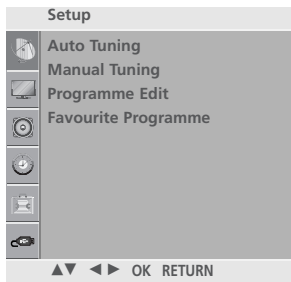 Setup
Auto Tuning
Manual Tuning
Programme Edit
Favourite Programme
▲▼ ◄► OK RETURN